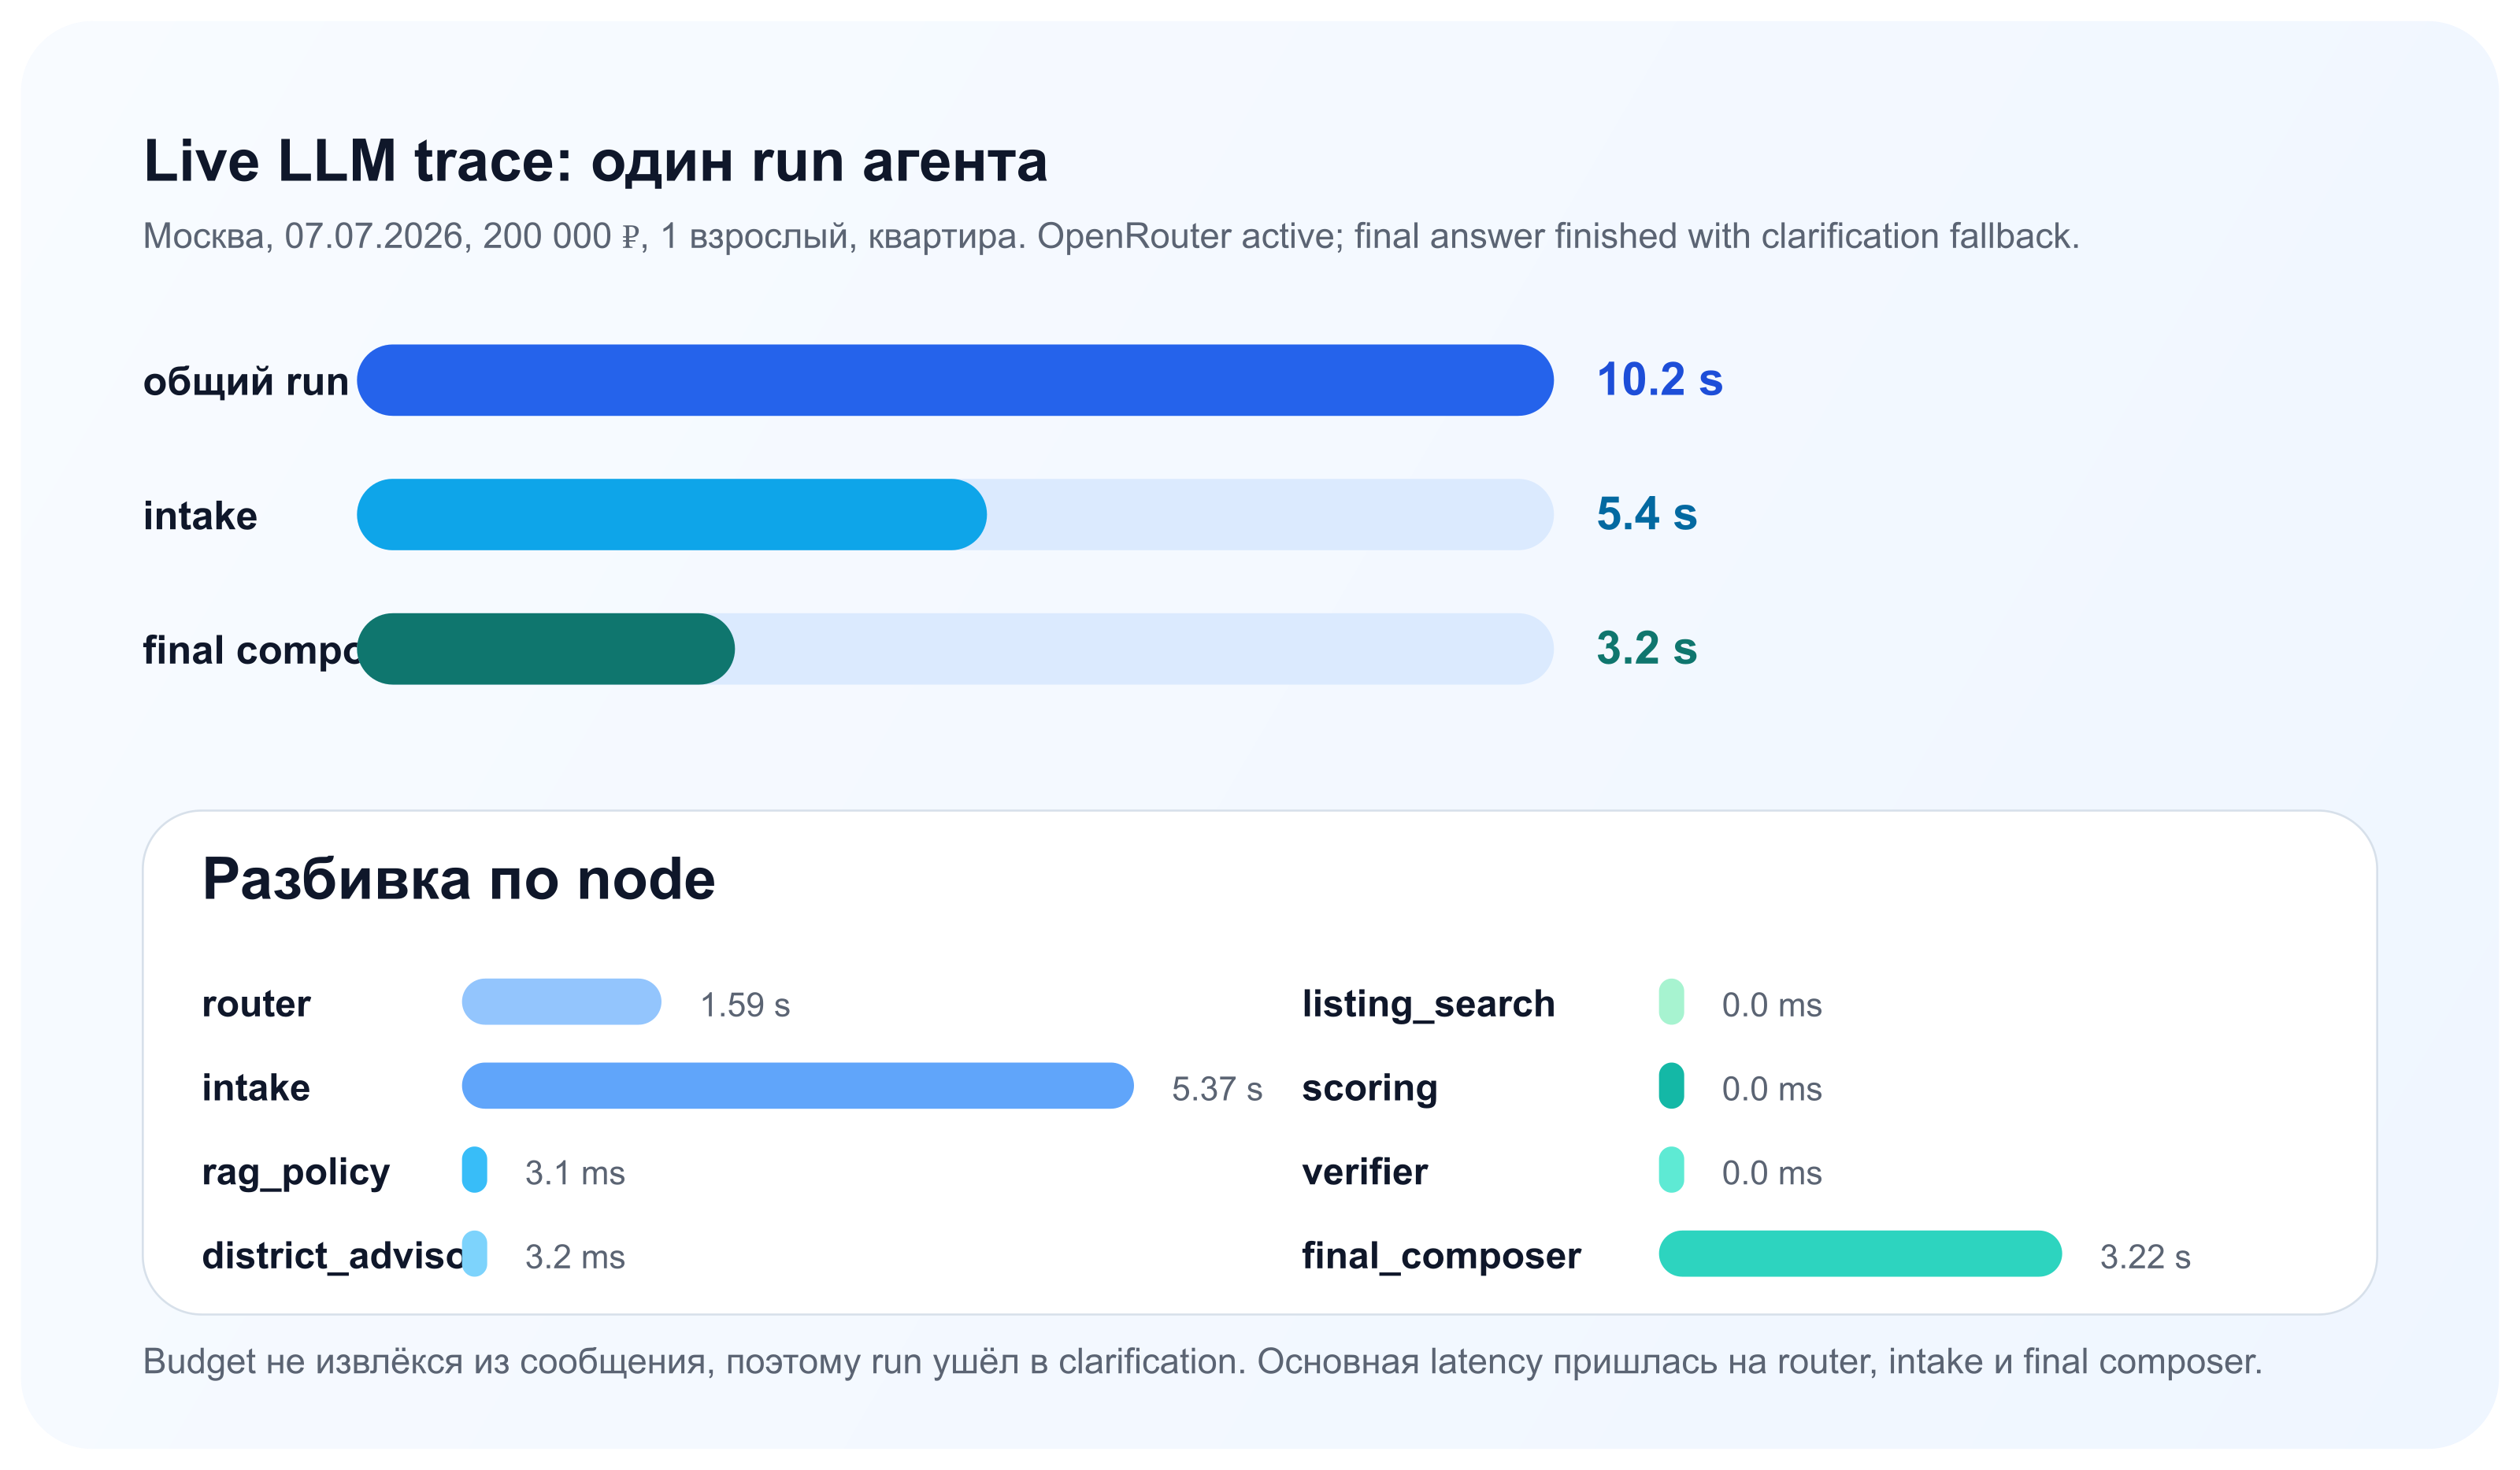 Live LLM trace: один run агента
Москва, 07.07.2026, 200 000 ₽, 1 взрослый, квартира. OpenRouter active; final answer finished with clarification fallback.
общий run 10.2 s
intake 5.4 s
final compo 3.2 s
Разбивка по node
router 1.59 s
intake 5.37 s
rag_policy 3.1 ms
district_adviso 3.2 ms
listing_search 0.0 ms
scoring 0.0 ms
verifier 0.0 ms
final_composer 3.22 s
Budget не извлёкся из сообщения, поэтому run ушёл в clarification. Основная latency пришлась на router, intake и final composer.